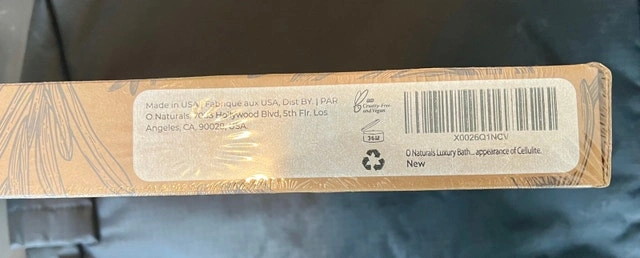 Made in USA | Fabriqué aux USA, Dist BY. | PAR
O Naturals, Hollywood Blvd, 5th Flr. Los
Angeles, CA, 90028, USA.
Cruelty-Free
and Vegan
36M
X0026Q1NCV
O Naturals Luxury Bath... appearance of Cellulite.
New